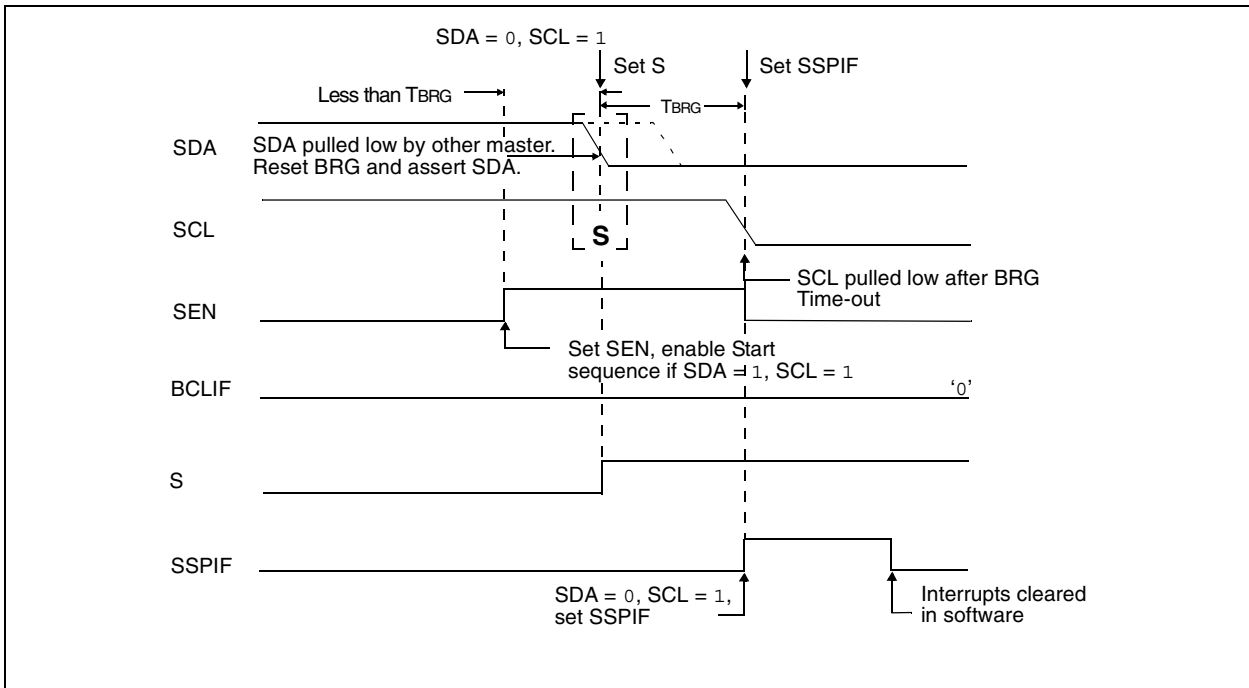 SDA = 0, SCL = 1
Set S
Set SSPIF
Less than TBRG
TBRG
SDA
SDA pulled low by other master.
Reset BRG and assert SDA.
SCL
S
SCL pulled low after BRG
Time-out
SEN
Set SEN, enable Start
sequence if SDA = 1, SCL = 1
BCLIF
‘0’
S
SSPIF
SDA = 0, SCL = 1,
set SSPIF
Interrupts cleared
in software